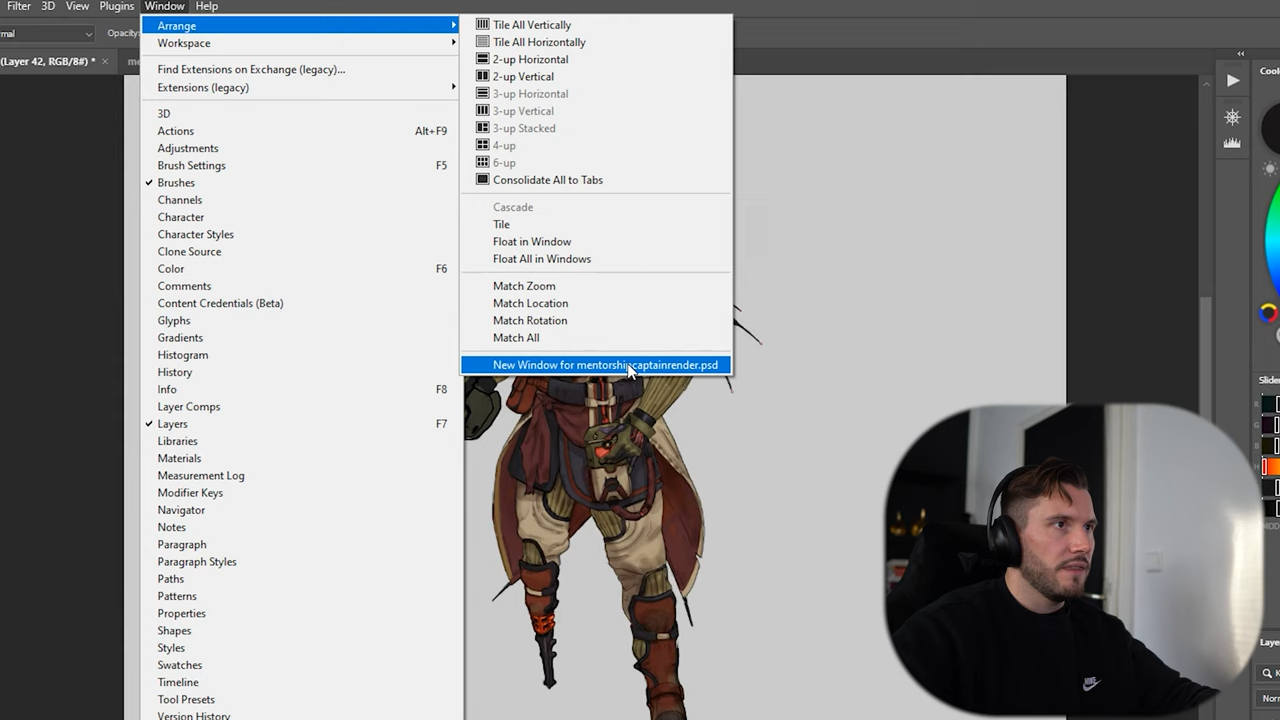 Filter 3D View Plugins Window Help
mal Opacity:
(Layer 42, RGB/8#) * ×
Arrange
Workspace
Find Extensions on Exchange (legacy)...
Extensions (legacy)
3D
Actions Alt+F9
Adjustments
Brush Settings F5
Brushes
Channels
Character
Character Styles
Clone Source
Color F6
Comments
Content Credentials (Beta)
Glyphs
Gradients
Histogram
History
Info F8
Layer Comps
Layers F7
Libraries
Materials
Measurement Log
Modifier Keys
Navigator
Notes
Paragraph
Paragraph Styles
Paths
Patterns
Properties
Shapes
Styles
Swatches
Timeline
Tool Presets
Version History
Tile All Vertically
Tile All Horizontally
2-up Horizontal
2-up Vertical
3-up Horizontal
3-up Vertical
3-up Stacked
4-up
6-up
Consolidate All to Tabs
Cascade
Tile
Float in Window
Float All in Windows
Match Zoom
Match Location
Match Rotation
Match All
New Window for mentorshipcaptainrender.psd
Slider
R
G
B
H